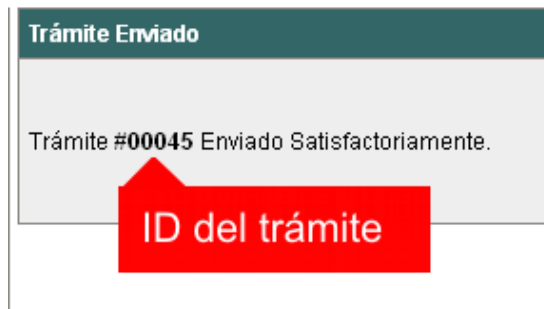 Trámite Enviado
Trámite #00045 Enviado Satisfactoriamente.
ID del trámite